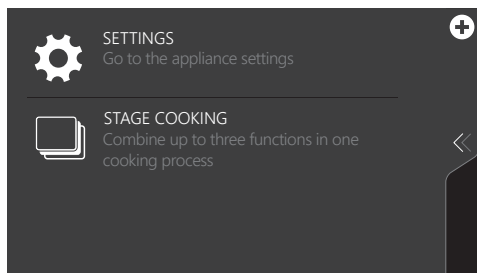 SETTINGS
Go to the appliance settings
STAGE COOKING
Combine up to three functions in one
cooking process